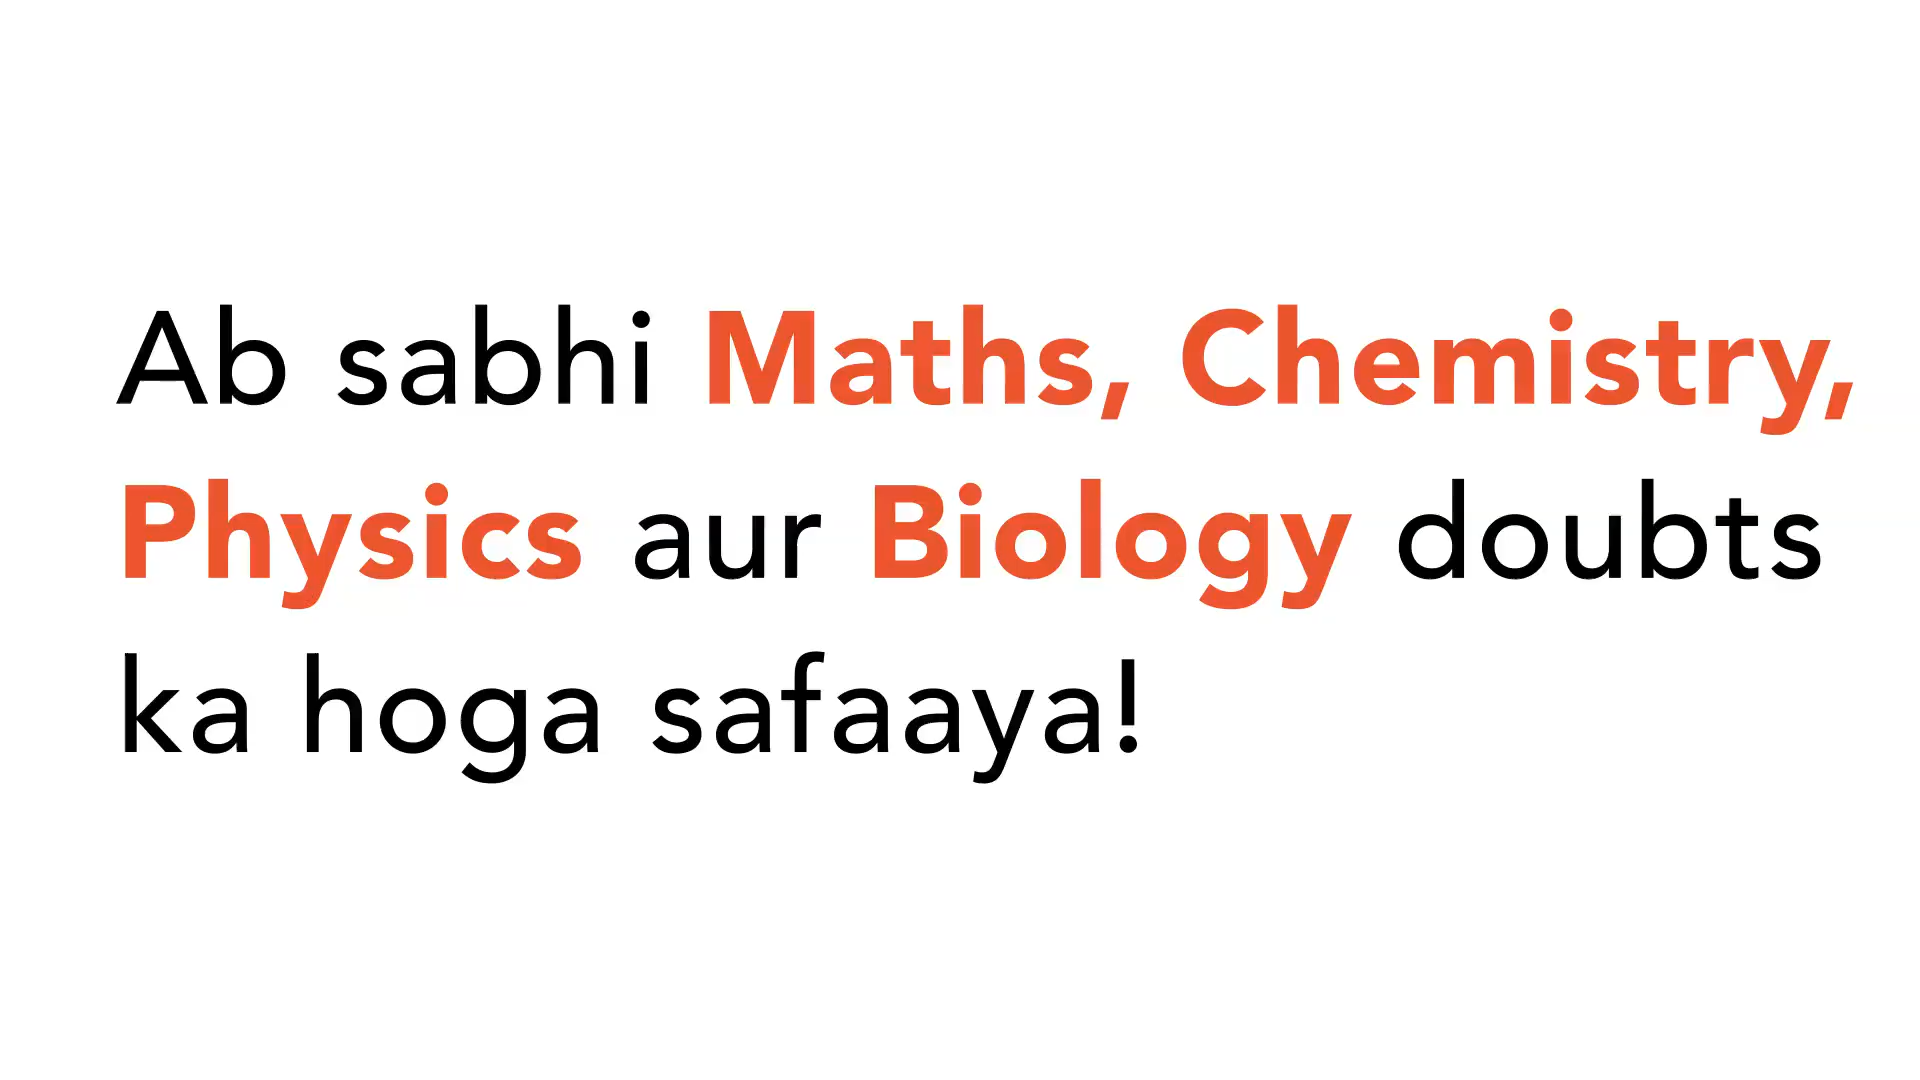 Ab sabhi Maths, Chemistry,
Physics aur Biology doubts
ka hoga safaaya!